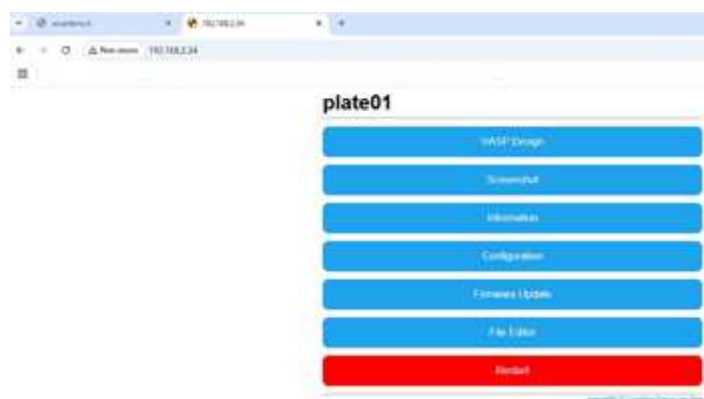 192.168.2.34
Not secure 192.168.2.34
plate01
HASP Design
Screenshot
Information
Configuration
Firmware Update
File Editor
Restart